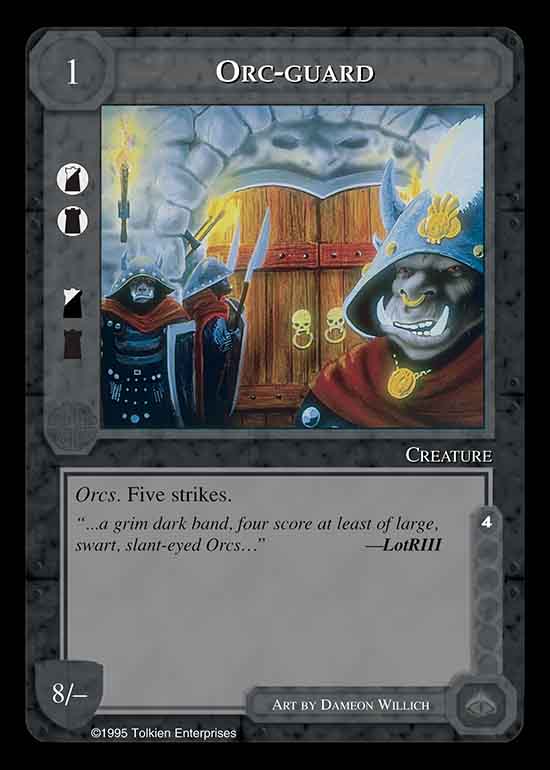 1
Orc-guard
Creature
Orcs. Five strikes.
“...a grim dark band, four score at least of large,
swart, slant-eyed Orcs…” —LotRIII
4
8/–
Art by Dameon Willich
©1995 Tolkien Enterprises